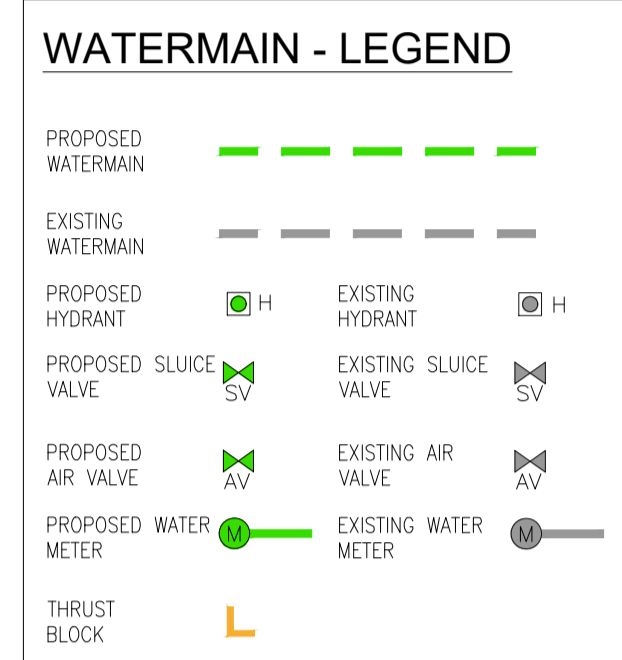 WATERMAIN - LEGEND
PROPOSED
WATERMAIN
EXISTING
WATERMAIN
PROPOSED
HYDRANT
H
EXISTING
HYDRANT
H
PROPOSED SLUICE
VALVE
SV
EXISTING SLUICE
VALVE
SV
PROPOSED
AIR VALVE
AV
EXISTING AIR
VALVE
AV
PROPOSED WATER
METER
M
EXISTING WATER
METER
M
THRUST
BLOCK